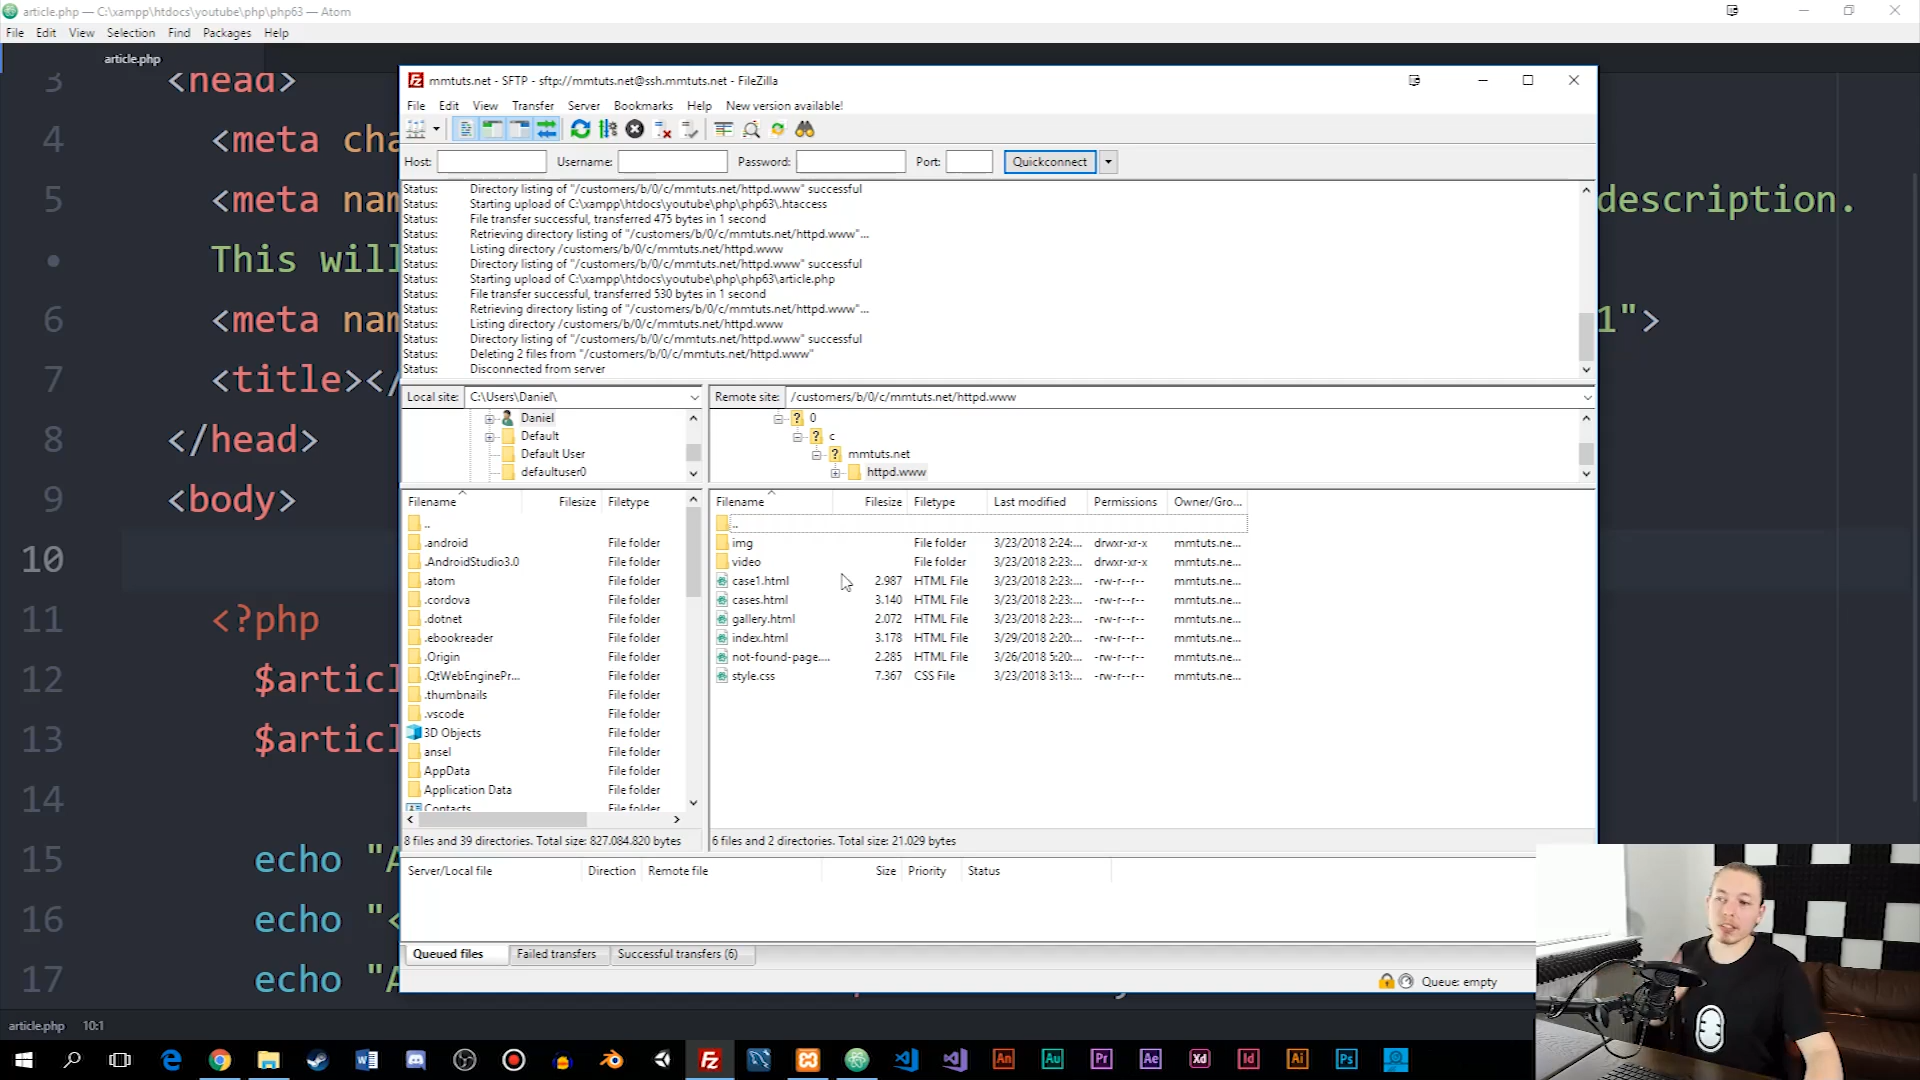 article.php — C:\xampp\htdocs\youtube\php\php63 — Atom
File Edit View Selection Find Packages Help
article.php
3 <head>
4 <meta cha
5 <meta nam description.
• This will
6 <meta nam 1">
7 <title></
8 </head>
9 <body>
10
11 <?php
12 $articl
13 $articl
14
15 echo "A
16 echo "<
17 echo "A
article.php 10:1
mmtuts.net - SFTP - sftp://mmtuts.net@ssh.mmtuts.net - FileZilla
File Edit View Transfer Server Bookmarks Help New version available!
Host: Username: Password: Port: Quickconnect
Status: Directory listing of "/customers/b/0/c/mmtuts.net/httpd.www" successful
Status: Starting upload of C:\xampp\htdocs\youtube\php\php63\.htaccess
Status: File transfer successful, transferred 475 bytes in 1 second
Status: Retrieving directory listing of "/customers/b/0/c/mmtuts.net/httpd.www"...
Status: Listing directory /customers/b/0/c/mmtuts.net/httpd.www
Status: Directory listing of "/customers/b/0/c/mmtuts.net/httpd.www" successful
Status: Starting upload of C:\xampp\htdocs\youtube\php\php63\article.php
Status: File transfer successful, transferred 530 bytes in 1 second
Status: Retrieving directory listing of "/customers/b/0/c/mmtuts.net/httpd.www"...
Status: Listing directory /customers/b/0/c/mmtuts.net/httpd.www
Status: Directory listing of "/customers/b/0/c/mmtuts.net/httpd.www" successful
Status: Deleting 2 files from "/customers/b/0/c/mmtuts.net/httpd.www"
Status: Disconnected from server
Local site: C:\Users\Daniel\
Daniel
Default
Default User
defaultuser0
Remote site: /customers/b/0/c/mmtuts.net/httpd.www
? 0
? c
? mmtuts.net
httpd.www
Filename Filesize Filetype
..
.android File folder
.AndroidStudio3.0 File folder
.atom File folder
.cordova File folder
.dotnet File folder
.ebookreader File folder
.Origin File folder
.QtWebEnginePr... File folder
.thumbnails File folder
.vscode File folder
3D Objects File folder
ansel File folder
AppData File folder
Application Data File folder
Contacts File folder
8 files and 39 directories. Total size: 827.084.820 bytes
Filename Filesize Filetype Last modified Permissions Owner/Gro...
..
img File folder 3/23/2018 2:24:... drwxr-xr-x mmtuts.ne...
video File folder 3/23/2018 2:23:... drwxr-xr-x mmtuts.ne...
case1.html 2.987 HTML File 3/23/2018 2:23:... -rw-r--r-- mmtuts.ne...
cases.html 3.140 HTML File 3/23/2018 2:23:... -rw-r--r-- mmtuts.ne...
gallery.html 2.072 HTML File 3/23/2018 2:23:... -rw-r--r-- mmtuts.ne...
index.html 3.178 HTML File 3/29/2018 2:20:... -rw-r--r-- mmtuts.ne...
not-found-page.... 2.285 HTML File 3/26/2018 5:20:... -rw-r--r-- mmtuts.ne...
style.css 7.367 CSS File 3/23/2018 3:13:... -rw-r--r-- mmtuts.ne...
6 files and 2 directories. Total size: 21.029 bytes
Server/Local file Direction Remote file Size Priority Status
Queued files Failed transfers Successful transfers (6)
Queue: empty
An Au Pr Ae Xd Id Ai Ps